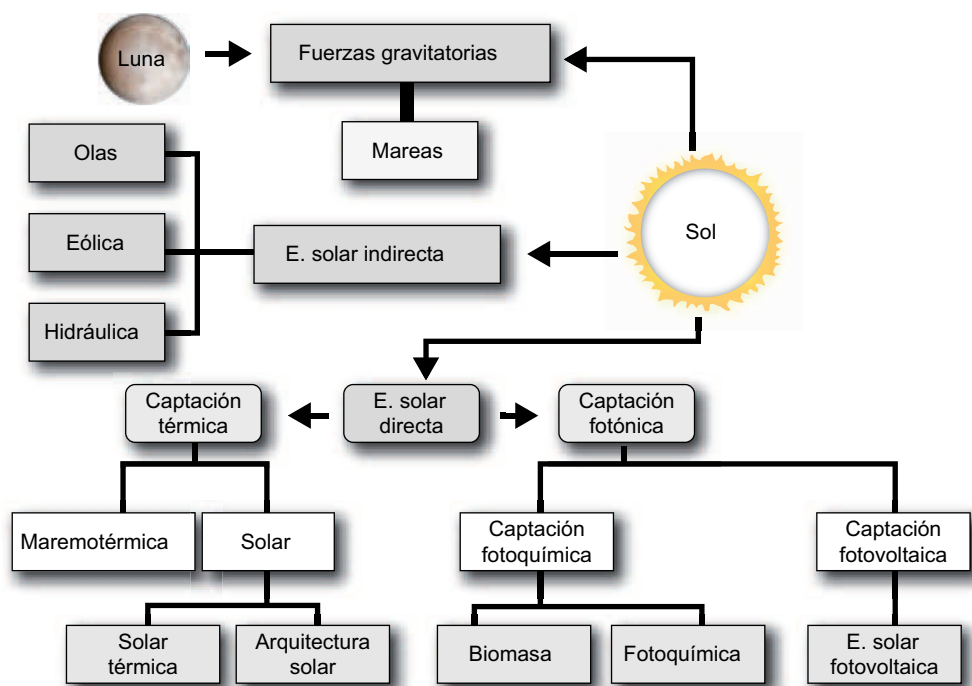 Luna
Fuerzas gravitatorias
Mareas
Olas
Eólica
E. solar indirecta
Sol
Hidráulica
Captación
térmica
E. solar
directa
Captación
fotónica
Maremotérmica
Solar
Captación
fotoquímica
Captación
fotovoltaica
Solar
térmica
Arquitectura
solar
Biomasa
Fotoquímica
E. solar
fotovoltaica